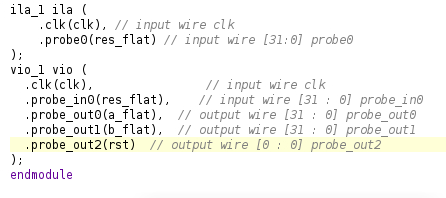 ila_1 ila (
.clk(clk), // input wire clk
.probe0(res_flat) // input wire [31:0] probe0
);
vio_1 vio (
.clk(clk), // input wire clk
.probe_in0(res_flat), // input wire [31 : 0] probe_in0
.probe_out0(a_flat), // output wire [31 : 0] probe_out0
.probe_out1(b_flat), // output wire [31 : 0] probe_out1
.probe_out2(rst) // output wire [0 : 0] probe_out2
);
endmodule